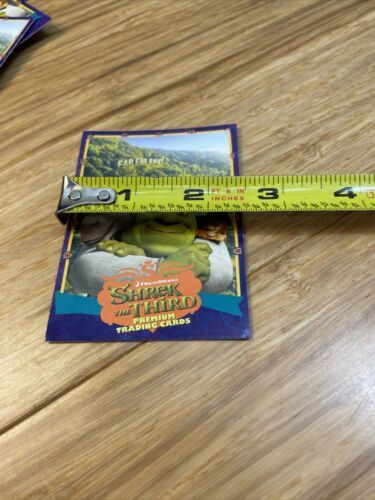 FAR FAR AWAY
1 2 FT & IN INCHES 3 4
DREAMWORKS
SHREK
THE THIRD
PREMIUM
TRADING CARDS